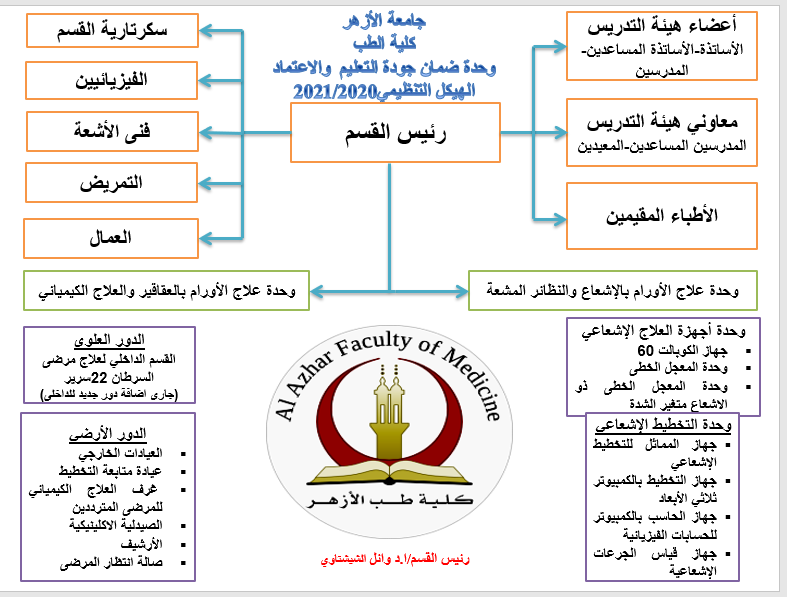 جامعة الأزهر
كلية الطب
وحدة ضمان جودة التعليم والاعتماد
الهيكل التنظيمي2021/2020
رئيس القسم
أعضاء هيئة التدريس
الأساتذة-الأساتذة المساعدين-
المدرسين
معاوني هيئة التدريس
المدرسين المساعدين-المعيدين
الأطباء المقيمين
سكرتارية القسم
الفيزيائيين
فنى الأشعة
التمريض
العمال
وحدة علاج الأورام بالإشعاع والنظائر المشعة
وحدة علاج الأورام بالعقاقير والعلاج الكيميائي
وحدة أجهزة العلاج الإشعاعي
▪ جهاز الكوبالت 60
▪ وحدة المعجل الخطى
▪ وحدة المعجل الخطى ذو
الاشعاع متغير الشدة
وحدة التخطيط الإشعاعي
▪ جهاز المماثل للتخطيط
الإشعاعي
▪ جهاز التخطيط بالكمبيوتر
ثلاثي الأبعاد
▪ جهاز الحاسب بالكمبيوتر
للحسابات الفيزيائية
▪ جهاز قياس الجرعات
الإشعاعية
الدور العلوى
القسم الداخلي لعلاج مرضى
السرطان 22سرير
(جارى اضافة دور جديد للداخلى)
الدور الأرضى
▪ العيادات الخارجي
▪ عيادة متابعة التخطيط
▪ غرف العلاج الكيميائي
للمرضى المترددين
▪ الصيدلية الاكلينيكية
▪ الأرشيف
▪ صالة انتظار المرضى
Al Azhar Faculty of Medicine
كلية طب الأزهر
رئيس القسم/ا.د وائل الشيشتاوي